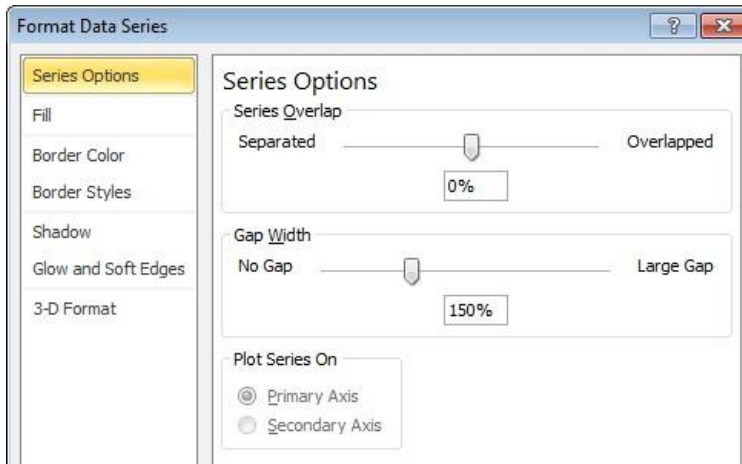 Format Data Series
Series Options
Fill
Border Color
Border Styles
Shadow
Glow and Soft Edges
3-D Format
Series Options
Series Overlap
Separated Overlapped
0%
Gap Width
No Gap Large Gap
150%
Plot Series On
Primary Axis
Secondary Axis